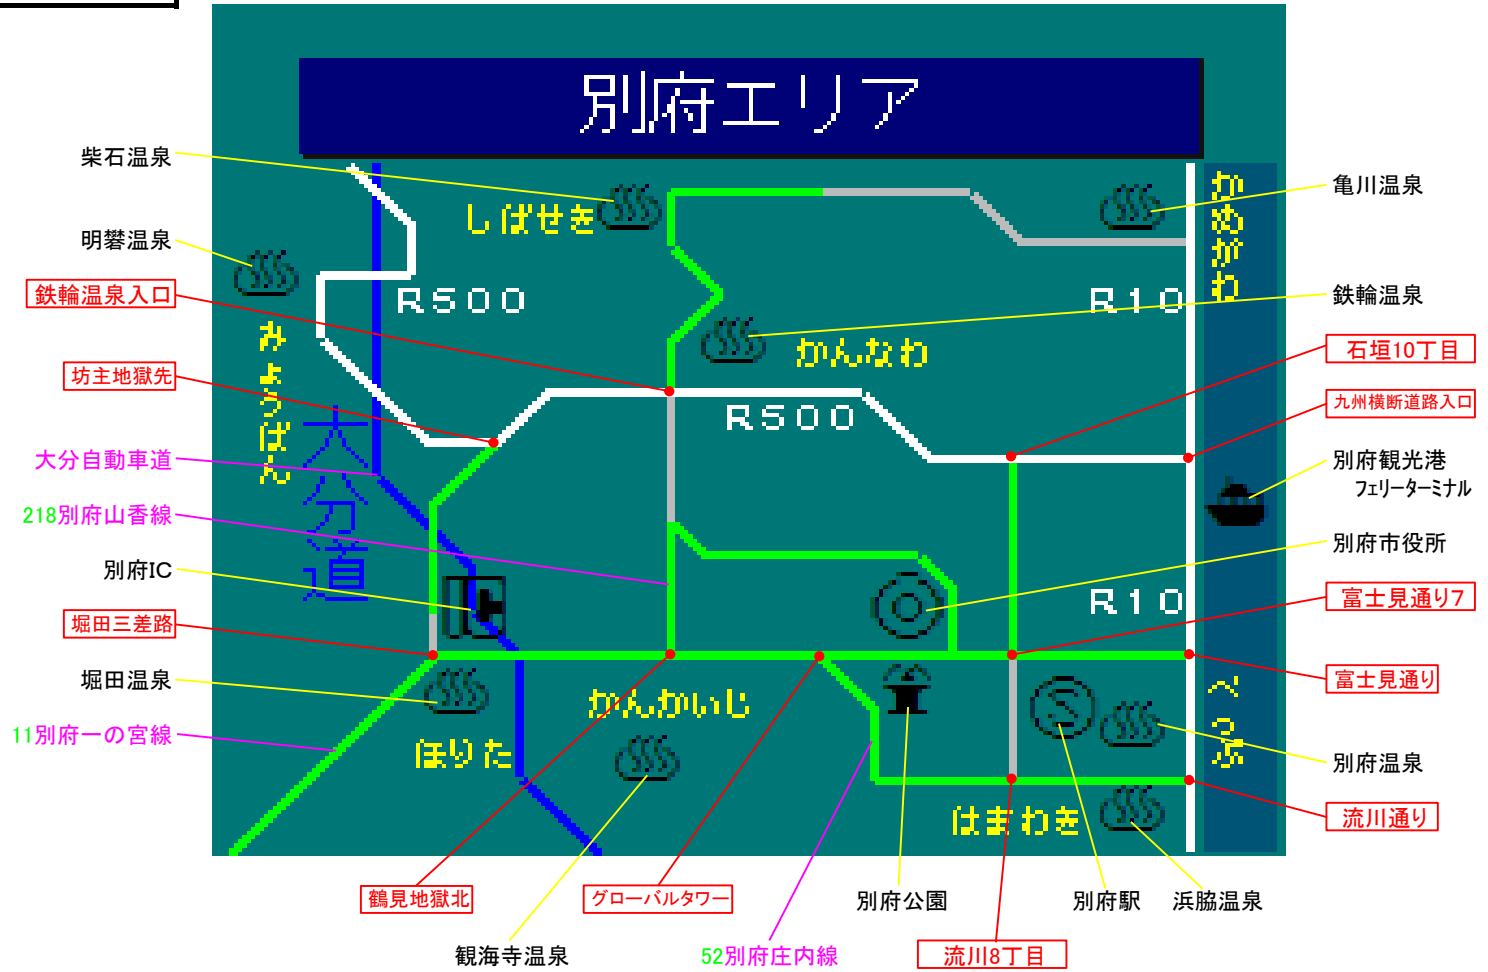 別府エリア
柴石温泉
明礬温泉
鉄輪温泉入口
坊主地獄先
大分自動車道
218別府山香線
別府IC
堀田三差路
堀田温泉
11別府一の宮線
しばせき
R500
みょうばん
大分道
かんなわ
R500
R10
かめがわ
R10
かんかいじ
ほりた
はまわき
べっぷ
亀川温泉
鉄輪温泉
石垣10丁目
九州横断道路入口
別府観光港
フェリーターミナル
別府市役所
富士見通り7
富士見通り
別府温泉
流川通り
鶴見地獄北
グローバルタワー
別府公園
別府駅
浜脇温泉
観海寺温泉
52別府庄内線
流川8丁目